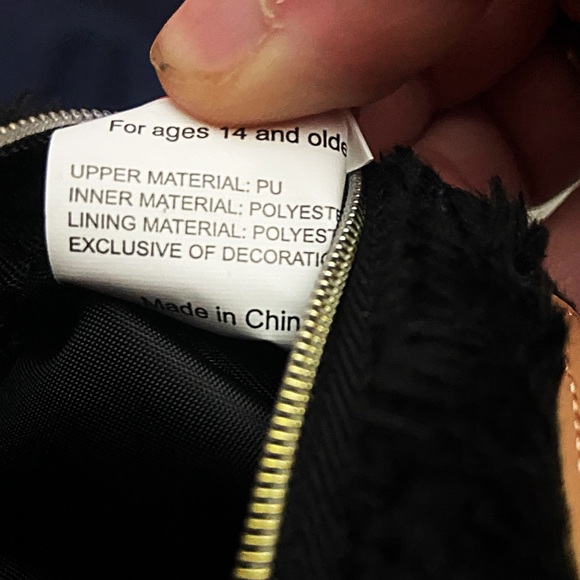 For ages 14 and olde
UPPER MATERIAL: PU
INNER MATERIAL: POLYEST
LINING MATERIAL: POLYEST
EXCLUSIVE OF DECORATIO
Made in Chin